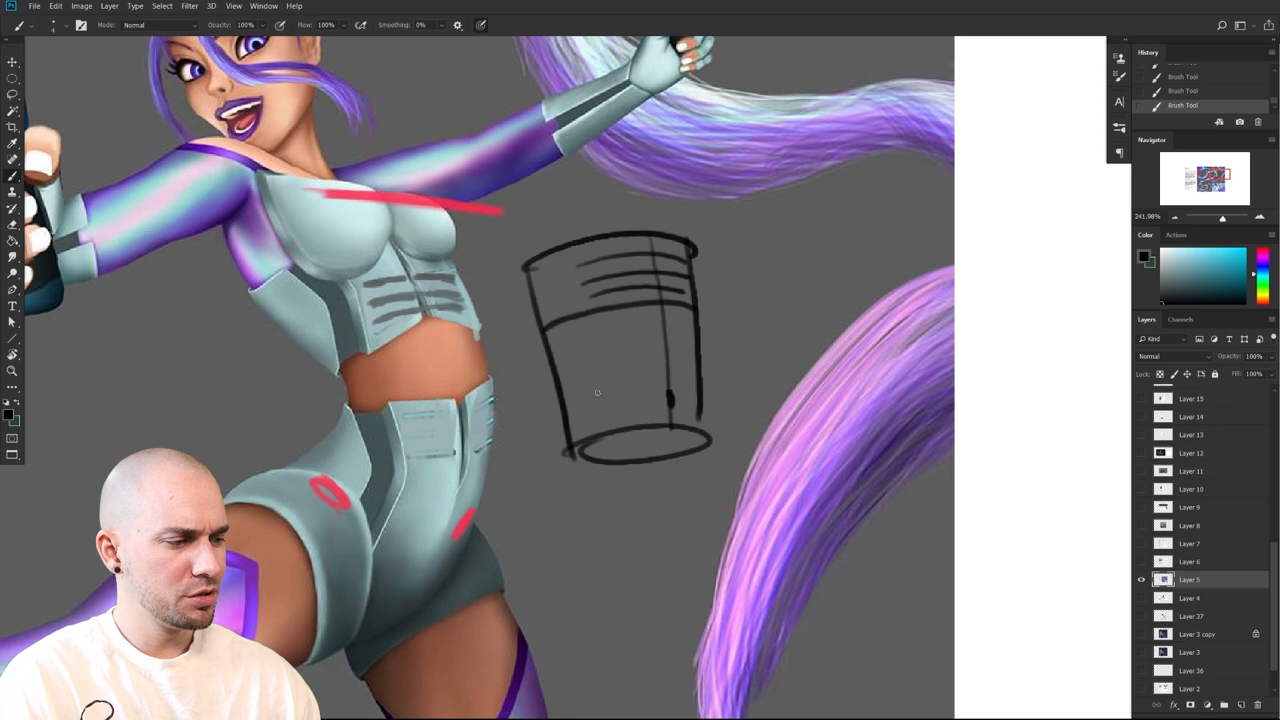 Ps File Edit Image Layer Type Select Filter 3D View Window Help
4 Mode: Normal Opacity: 100% Flow: 100% Smoothing: 0%
History
Brush Tool
Brush Tool
Brush Tool
Navigator
241.98%
Color Actions
Layers Channels
Kind
Normal Opacity: 100%
Lock: Fill: 100%
Layer 15
Layer 14
Layer 13
Layer 12
Layer 11
Layer 10
Layer 9
Layer 8
Layer 7
Layer 6
Layer 5
Layer 4
Layer 37
Layer 3 copy
Layer 3
Layer 36
Layer 2